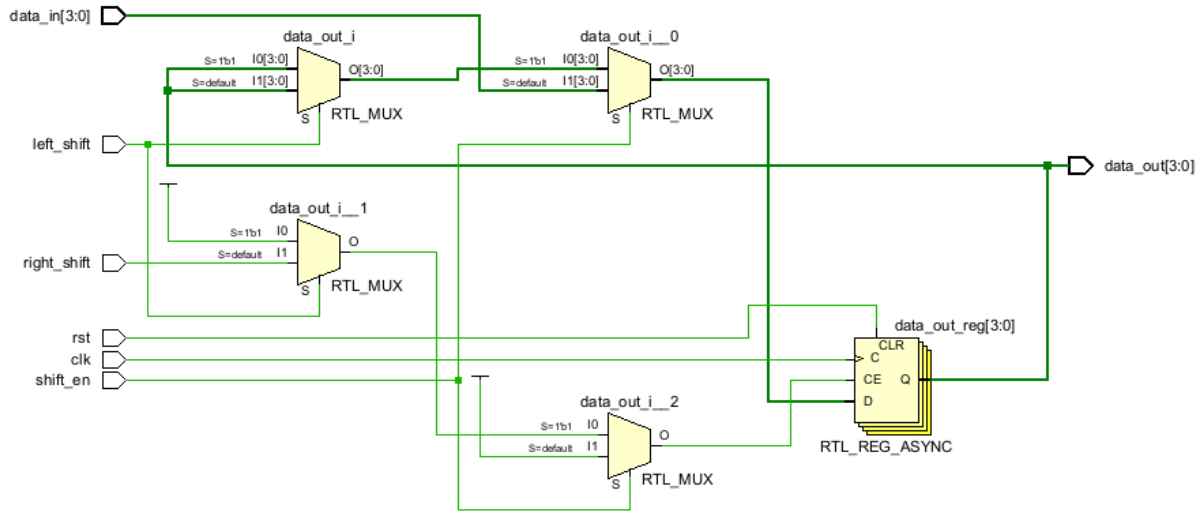 data_in[3:0]
data_out_i
S=1'b1 I0[3:0]
S=default I1[3:0]
O[3:0]
S
RTL_MUX
data_out_i__0
S=1'b1 I0[3:0]
S=default I1[3:0]
O[3:0]
S
RTL_MUX
left_shift
data_out[3:0]
data_out_i__1
S=1'b1 I0
S=default I1
O
S
RTL_MUX
right_shift
rst
clk
shift_en
data_out_reg[3:0]
CLR
C
CE
Q
D
RTL_REG_ASYNC
data_out_i__2
S=1'b1 I0
S=default I1
O
S
RTL_MUX